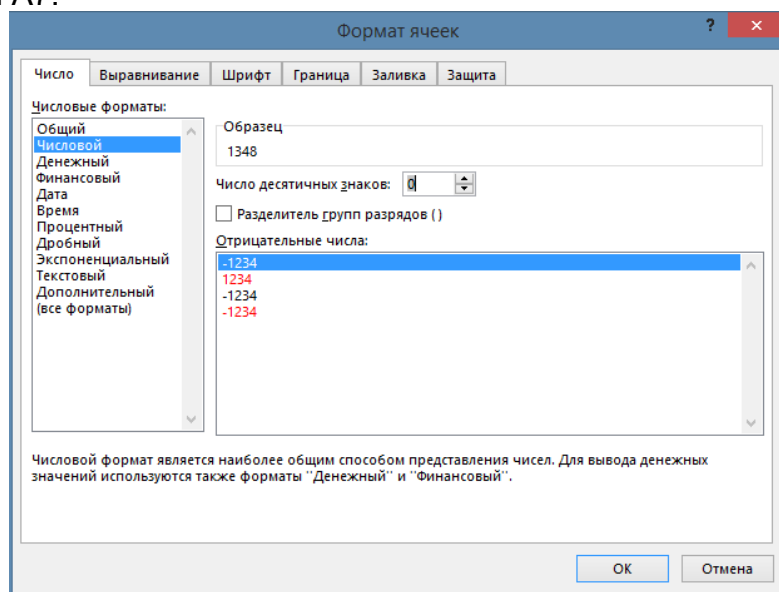 Формат ячеек
?
×
Число
Выравнивание
Шрифт
Граница
Заливка
Защита
Числовые форматы:
Общий
Числовой
Денежный
Финансовый
Дата
Время
Процентный
Дробный
Экспоненциальный
Текстовый
Дополнительный
(все форматы)
Образец
1348
Число десятичных знаков: 0
Разделитель групп разрядов ( )
Отрицательные числа:
-1234
1234
-1234
-1234
Числовой формат является наиболее общим способом представления чисел. Для вывода денежных
значений используются также форматы "Денежный" и "Финансовый".
ОК
Отмена